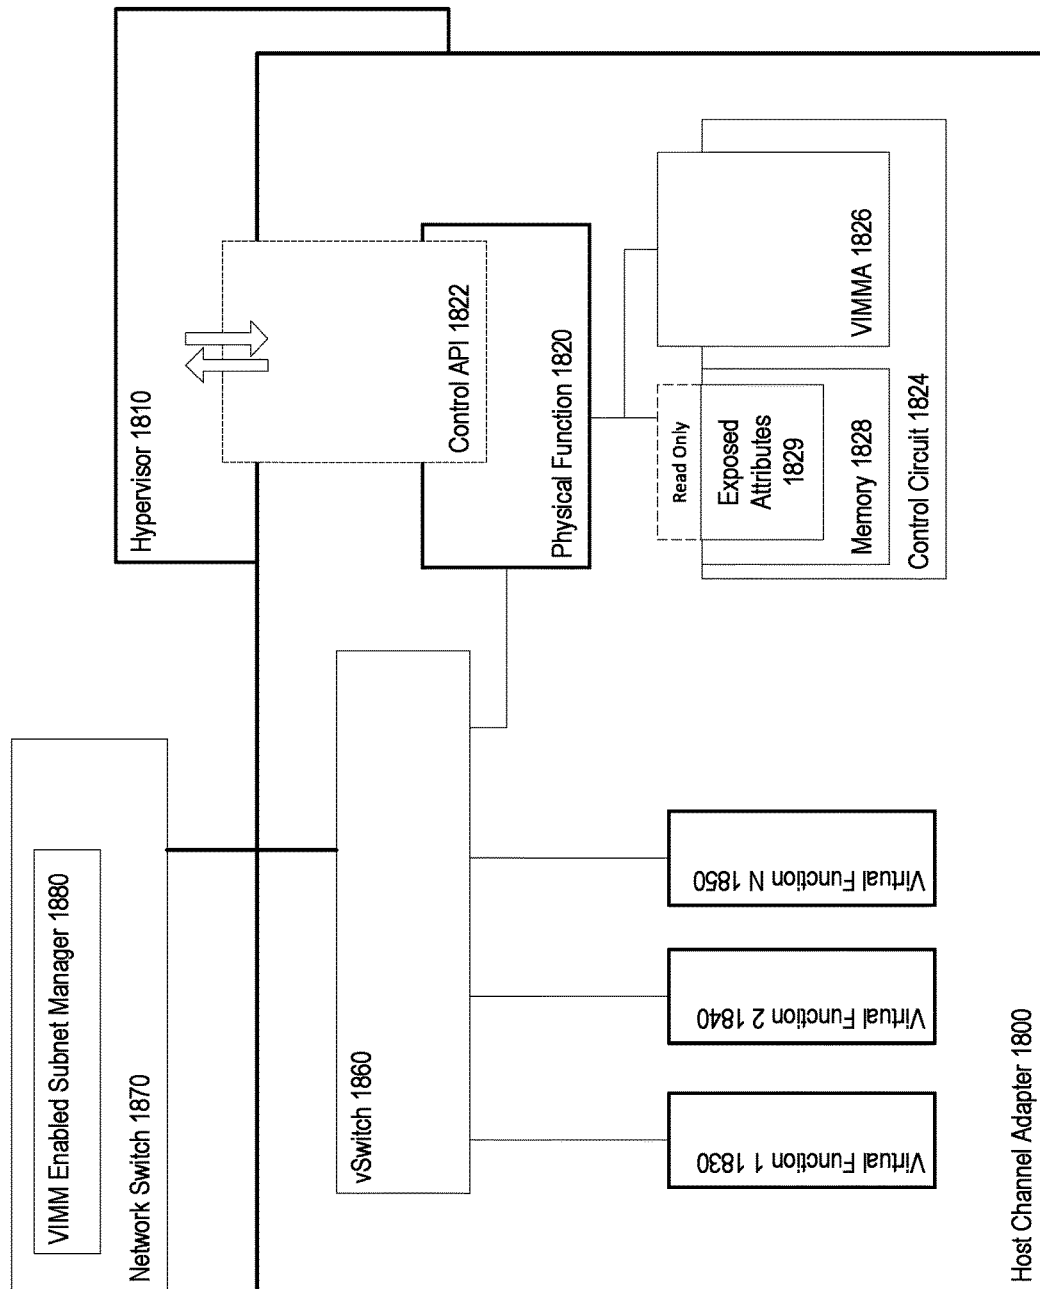 VIMM Enabled Subnet Manager 1880
Network Switch 1870
Hypervisor 1810
Control API 1822
Physical Function 1820
vSwitch 1860
Virtual Function 1 1830
Virtual Function 2 1840
Virtual Function N 1850
Read Only
Exposed
Attributes
1829
Memory 1828
VIMMA 1826
Control Circuit 1824
Host Channel Adapter 1800